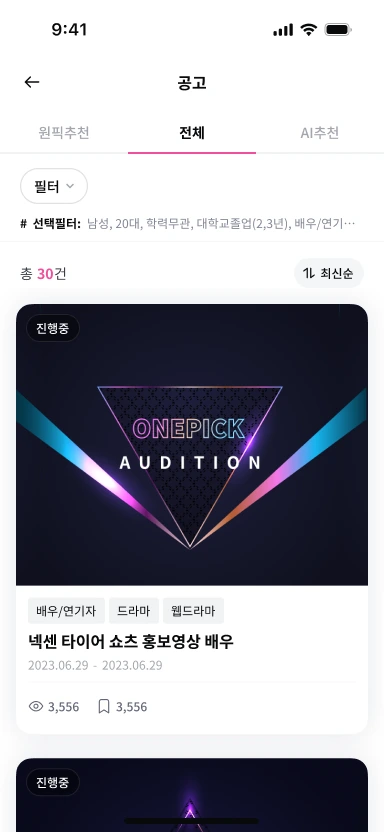 9:41
공고
원픽추천 전체 AI추천
필터
# 선택필터: 남성, 20대, 학력무관, 대학교졸업(2,3년), 배우/연기…
총 30건 최신순
진행중
ONEPICK
AUDITION
배우/연기자 드라마 웹드라마
넥센 타이어 쇼츠 홍보영상 배우
2023.06.29 - 2023.06.29
3,556 3,556
진행중